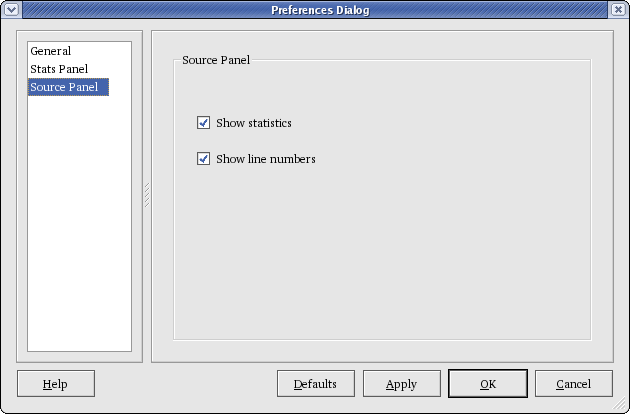 Preferences Dialog
General
Stats Panel
Source Panel
Source Panel
Show statistics
Show line numbers
Help
Defaults
Apply
OK
Cancel